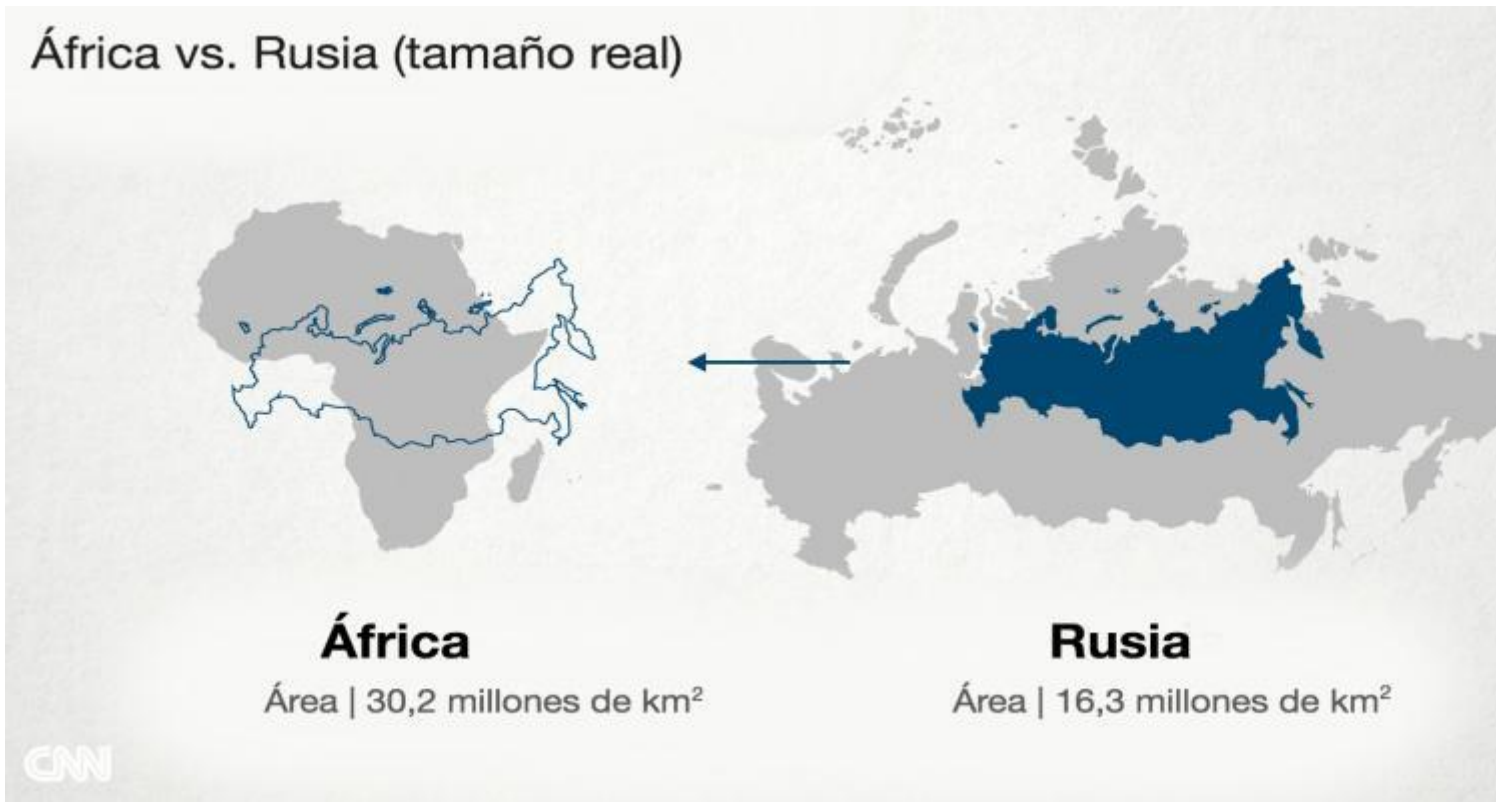 África vs. Rusia (tamaño real)
África
Área | 30,2 millones de km²
Rusia
Área | 16,3 millones de km²
CNN